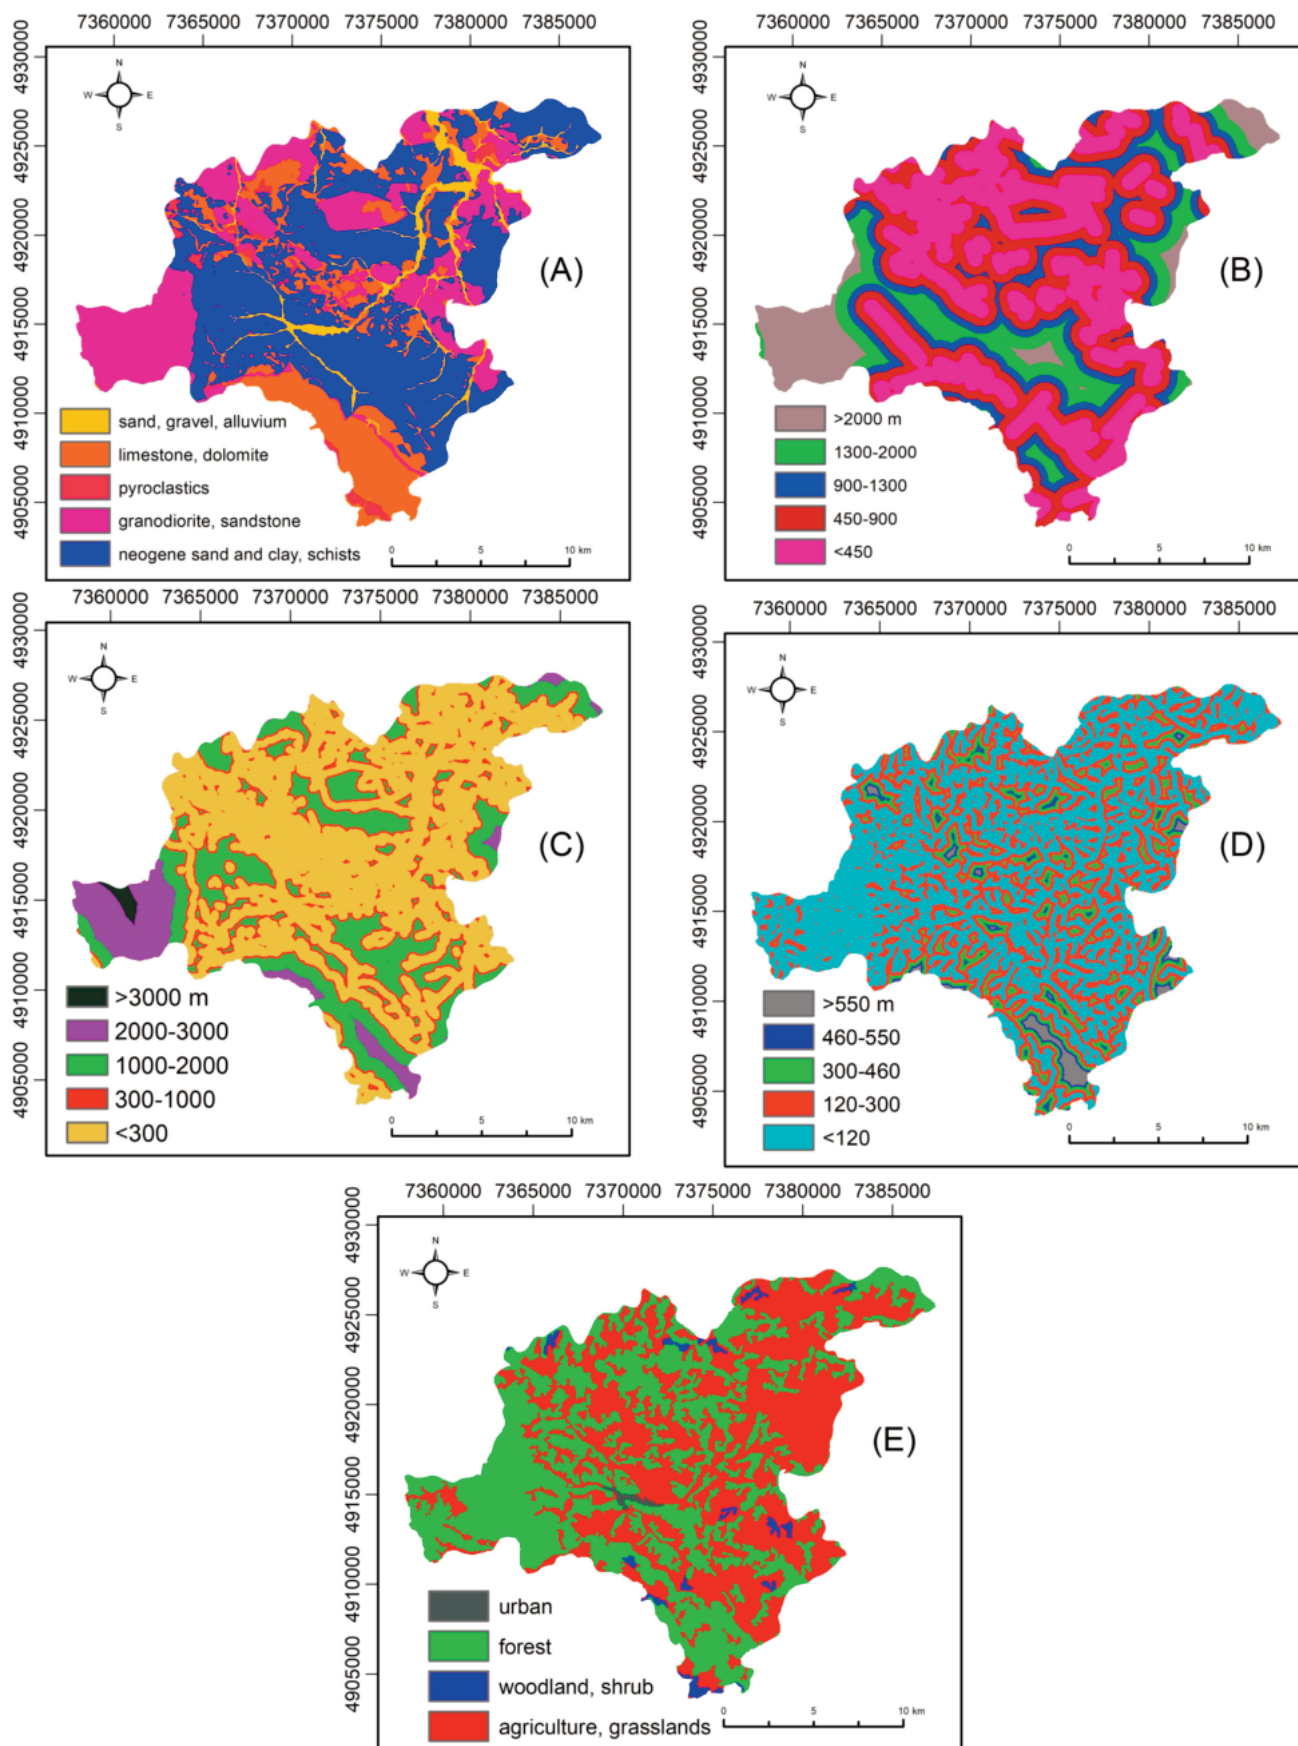 7360000 7365000 7370000 7375000 7380000 7385000
4930000
4925000
4920000
4915000
4910000
4905000
N
W E
S
(A)
sand, gravel, alluvium
limestone, dolomite
pyroclastics
granodiorite, sandstone
neogene sand and clay, schists
0 5 10 km
7360000 7365000 7370000 7375000 7380000 7385000
4930000
4925000
4920000
4915000
4910000
4905000
N
W E
S
(B)
>2000 m
1300-2000
900-1300
450-900
<450
0 5 10 km
7360000 7365000 7370000 7375000 7380000 7385000
4930000
4925000
4920000
4915000
4910000
4905000
N
W E
S
(C)
>3000 m
2000-3000
1000-2000
300-1000
<300
0 5 10 km
7360000 7365000 7370000 7375000 7380000 7385000
4930000
4925000
4920000
4915000
4910000
4905000
N
W E
S
(D)
>550 m
460-550
300-460
120-300
<120
0 5 10 km
7360000 7365000 7370000 7375000 7380000 7385000
4930000
4925000
4920000
4915000
4910000
4905000
N
W E
S
(E)
urban
forest
woodland, shrub
agriculture, grasslands
0 5 10 km